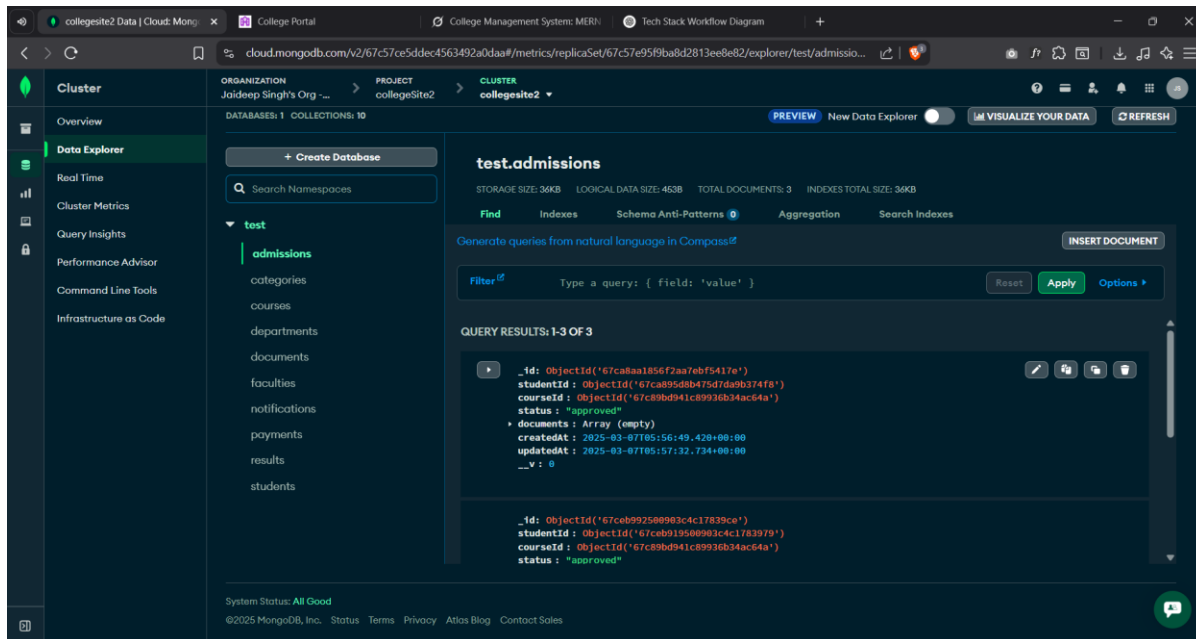 collegesite2 Data | Cloud: Mongo
College Portal
College Management System: MERN
Tech Stack Workflow Diagram
cloud.mongodb.com/v2/67c57ce5ddec4563492a0daa#/metrics/replicaSet/67c57e95f9ba8d2813ee8e82/explorer/test/admissio...
Cluster
ORGANIZATION
Jaideep Singh's Org -...
PROJECT
collegeSite2
CLUSTER
collegesite2
JS
Overview
Data Explorer
Real Time
Cluster Metrics
Query Insights
Performance Advisor
Command Line Tools
Infrastructure as Code
DATABASES: 1 COLLECTIONS: 10
PREVIEW New Data Explorer
VISUALIZE YOUR DATA
REFRESH
+ Create Database
Search Namespaces
test
admissions
categories
courses
departments
documents
faculties
notifications
payments
results
students
test.admissions
STORAGE SIZE: 36KB LOGICAL DATA SIZE: 453B TOTAL DOCUMENTS: 3 INDEXES TOTAL SIZE: 36KB
Find Indexes Schema Anti-Patterns 0 Aggregation Search Indexes
Generate queries from natural language in Compass
INSERT DOCUMENT
Filter
Type a query: { field: 'value' }
Reset
Apply
Options
QUERY RESULTS: 1-3 OF 3
_id: ObjectId('67ca8aa1856f2aa7ebf5417e')
studentId : ObjectId('67ca895d8b475d7da9b374f8')
courseId : ObjectId('67c89bd941c89936b34ac64a')
status : "approved"
documents : Array (empty)
createdAt : 2025-03-07T05:56:49.420+00:00
updatedAt : 2025-03-07T05:57:32.734+00:00
__v : 0
_id: ObjectId('67ceb992500903c4c17839ce')
studentId : ObjectId('67ceb919500903c4c1783979')
courseId : ObjectId('67c89bd941c89936b34ac64a')
status : "approved"
System Status: All Good
©2025 MongoDB, Inc. Status Terms Privacy Atlas Blog Contact Sales